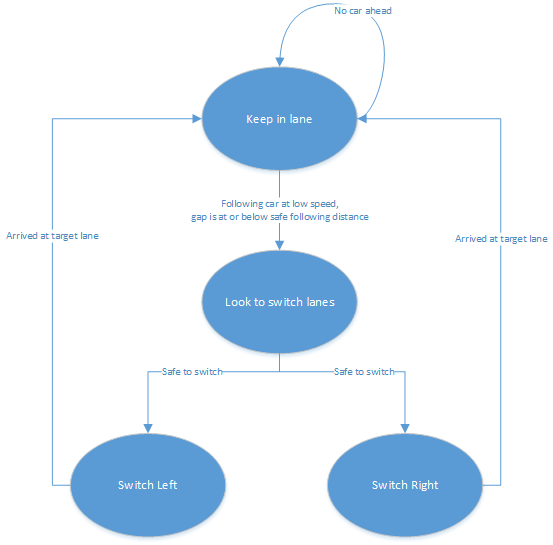 No car ahead
Keep in lane
Following car at low speed,
gap is at or below safe following distance
Arrived at target lane
Arrived at target lane
Look to switch lanes
Safe to switch
Safe to switch
Switch Left
Switch Right